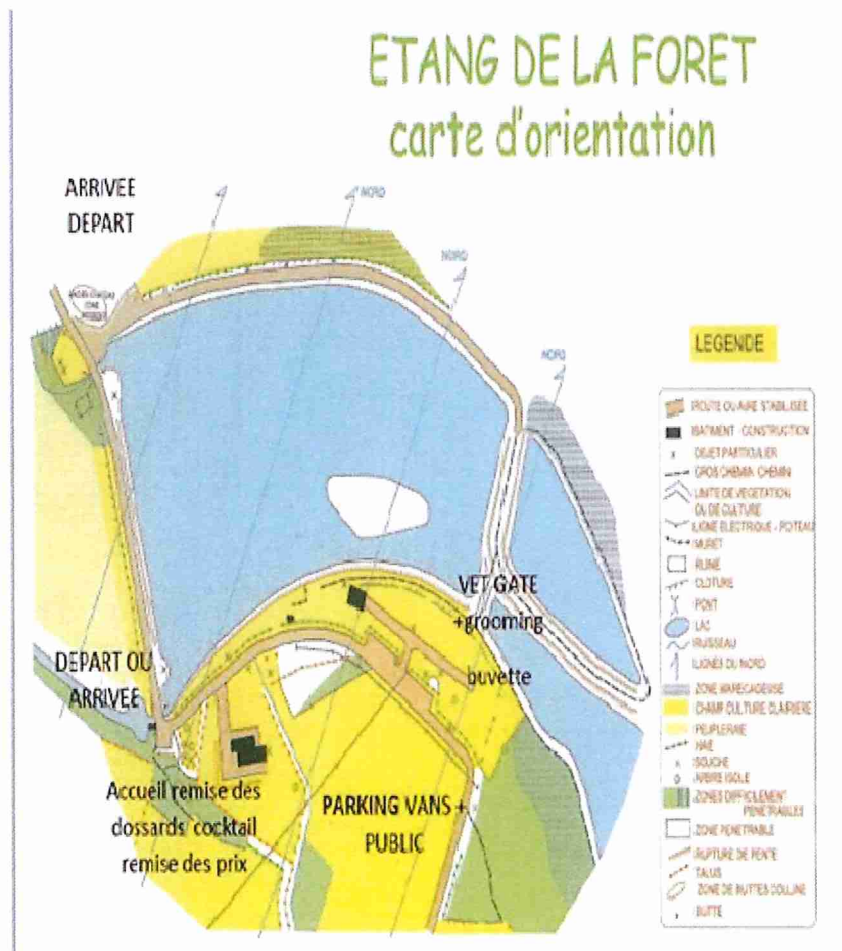 ETANG DE LA FORET
carte d'orientation
ARRIVEE
DEPART
NORD
NORD
NORD
LEGENDE
ROUTE OU AIRE STABILISEE
BATIMENT - CONSTRUCTION
OBJET PARTICULIER
GROS CHEMIN CHEMIN
LIMITE DE VEGETATION
OU DE CULTURE
LIGNE ELECTRIQUE - POTEAU
MURET
RUINE
CLOTURE
PONT
LAC
RUISSEAU
LIGNES DU NORD
ZONE MARECAGEUSE
CHAMP CULTURE CLAIRIERE
PEUPLERAIE
HAIE
SOUCHE
ARBRE ISOLE
ZONES DIFFICILEMENT
PENETRABLES
ZONE PENETRABLE
RUPTURE DE PENTE
TALUS
ZONE DE BUTTES COLLINE
BUTTE
VET GATE
+grooming
buvette
DEPART OU
ARRIVEE
Accueil remise des
dossards cocktail
remise des prix
PARKING VANS +
PUBLIC